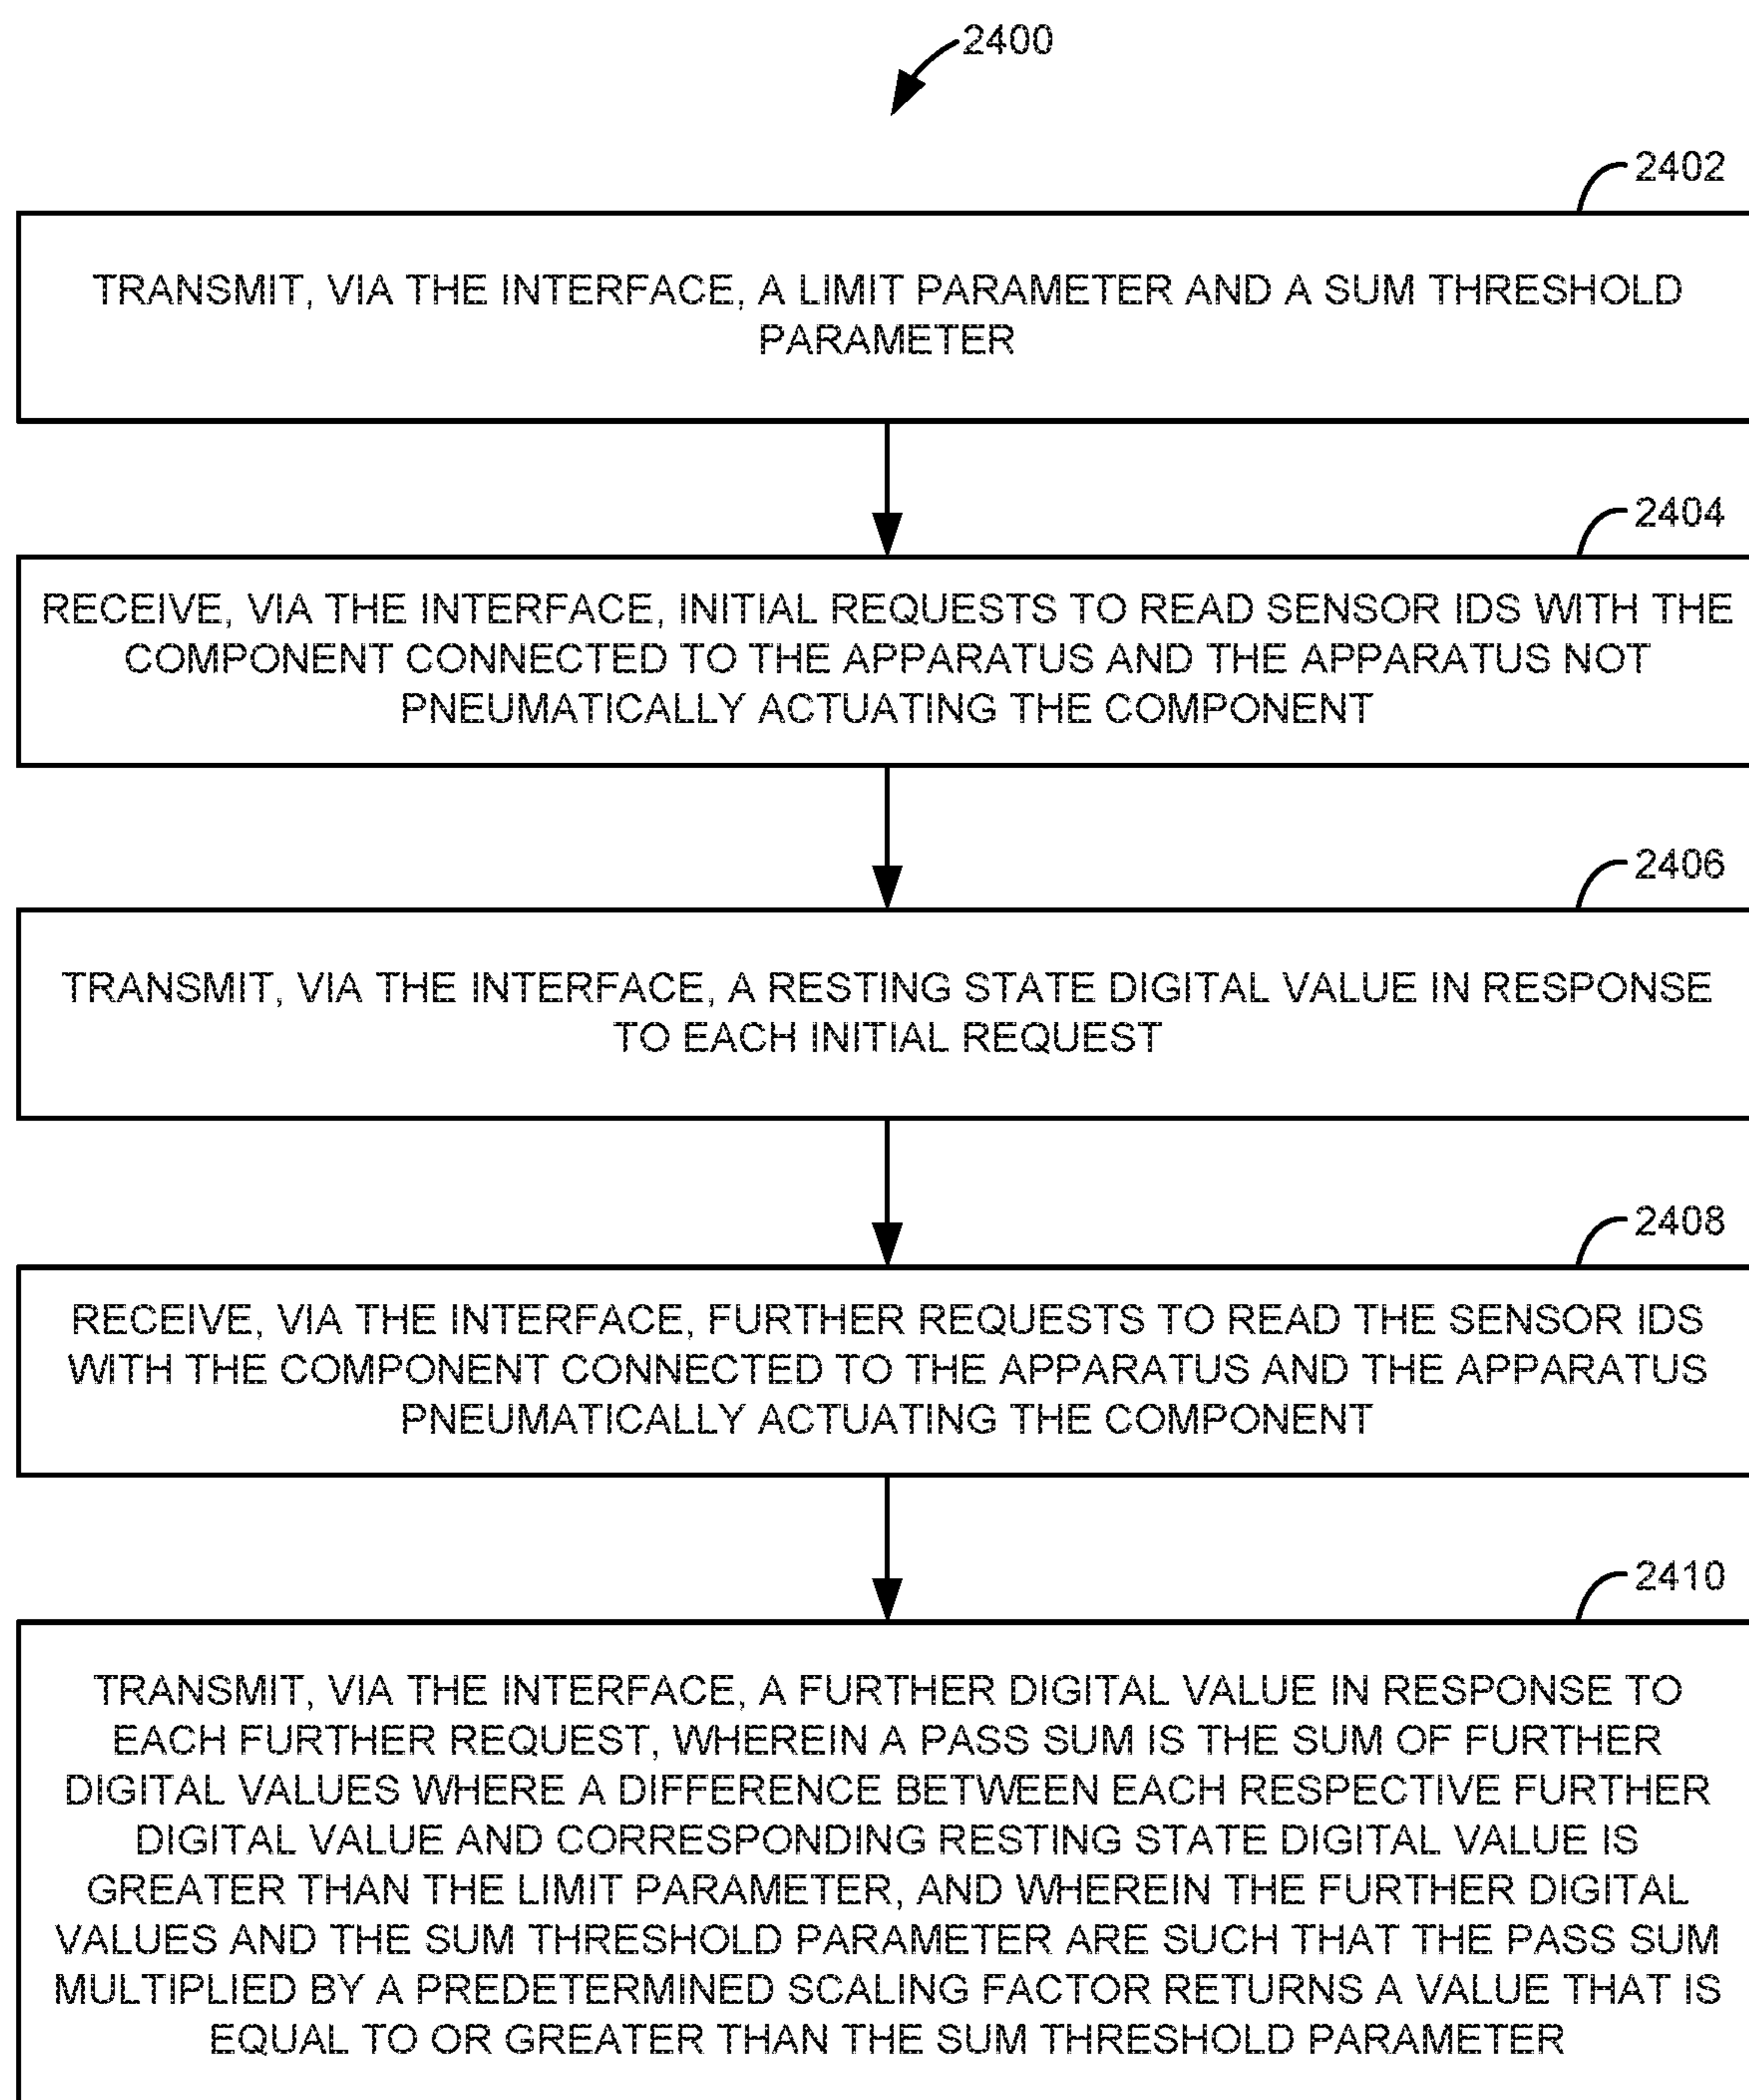 2400
2402
TRANSMIT, VIA THE INTERFACE, A LIMIT PARAMETER AND A SUM THRESHOLD
PARAMETER
2404
RECEIVE, VIA THE INTERFACE, INITIAL REQUESTS TO READ SENSOR IDS WITH THE
COMPONENT CONNECTED TO THE APPARATUS AND THE APPARATUS NOT
PNEUMATICALLY ACTUATING THE COMPONENT
2406
TRANSMIT, VIA THE INTERFACE, A RESTING STATE DIGITAL VALUE IN RESPONSE
TO EACH INITIAL REQUEST
2408
RECEIVE, VIA THE INTERFACE, FURTHER REQUESTS TO READ THE SENSOR IDS
WITH THE COMPONENT CONNECTED TO THE APPARATUS AND THE APPARATUS
PNEUMATICALLY ACTUATING THE COMPONENT
2410
TRANSMIT, VIA THE INTERFACE, A FURTHER DIGITAL VALUE IN RESPONSE TO
EACH FURTHER REQUEST, WHEREIN A PASS SUM IS THE SUM OF FURTHER
DIGITAL VALUES WHERE A DIFFERENCE BETWEEN EACH RESPECTIVE FURTHER
DIGITAL VALUE AND CORRESPONDING RESTING STATE DIGITAL VALUE IS
GREATER THAN THE LIMIT PARAMETER, AND WHEREIN THE FURTHER DIGITAL
VALUES AND THE SUM THRESHOLD PARAMETER ARE SUCH THAT THE PASS SUM
MULTIPLIED BY A PREDETERMINED SCALING FACTOR RETURNS A VALUE THAT IS
EQUAL TO OR GREATER THAN THE SUM THRESHOLD PARAMETER